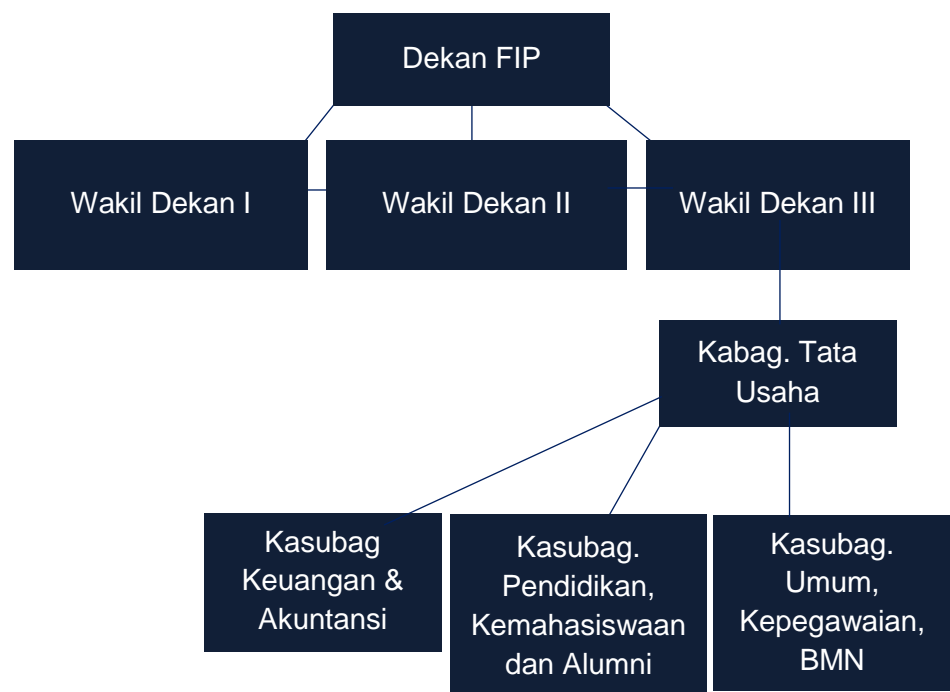 Dekan FIP
Wakil Dekan I
Wakil Dekan II
Wakil Dekan III
Kabag. Tata
Usaha
Kasubag
Keuangan &
Akuntansi
Kasubag.
Pendidikan,
Kemahasiswaan
dan Alumni
Kasubag.
Umum,
Kepegawaian,
BMN